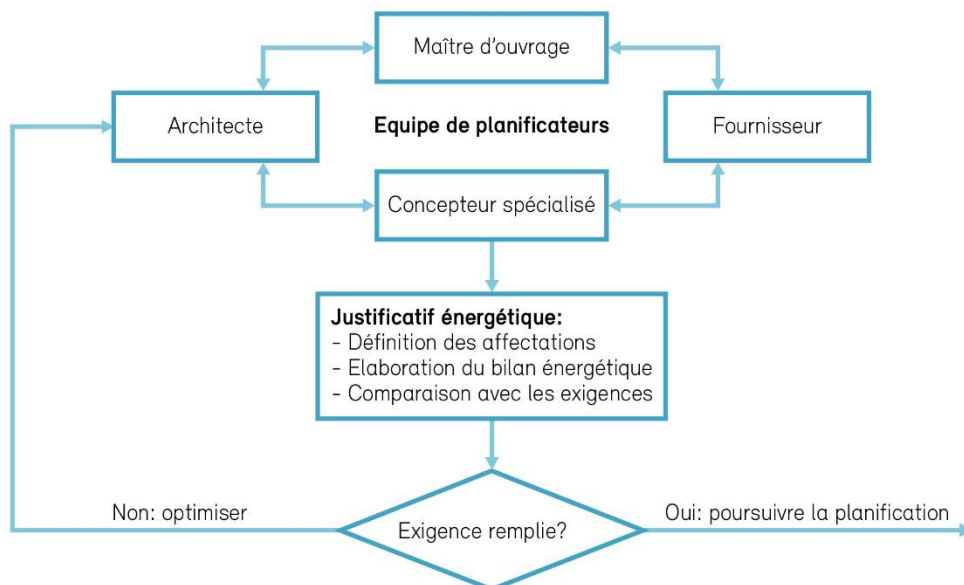 Maître d'ouvrage
Architecte
Equipe de planificateurs
Fournisseur
Concepteur spécialisé
Justificatif énergétique:
- Définition des affectations
- Elaboration du bilan énergétique
- Comparaison avec les exigences
Non: optimiser
Exigence remplie?
Oui: poursuivre la planification